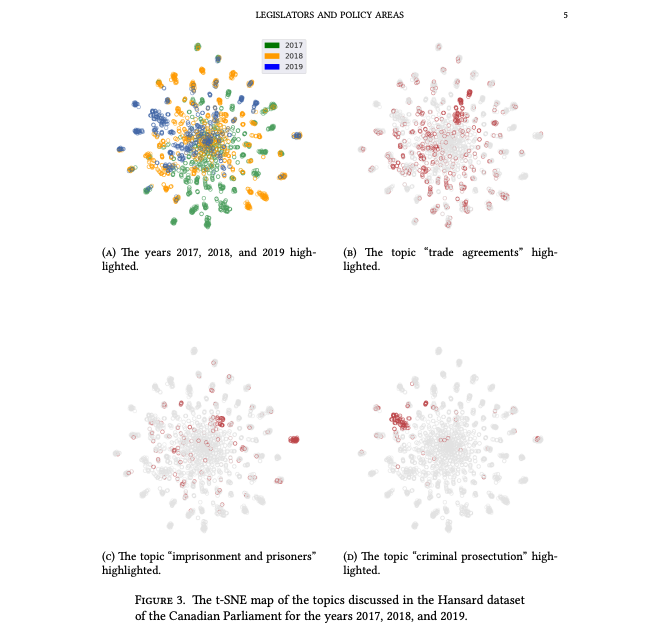 LEGISLATORS AND POLICY AREAS 5
2017
2018
2019
(A) The years 2017, 2018, and 2019 high-
lighted.
(B) The topic “trade agreements” high-
lighted.
(C) The topic “imprisonment and prisoners”
highlighted.
(D) The topic “criminal prosectution” high-
lighted.
FIGURE 3. The t-SNE map of the topics discussed in the Hansard dataset
of the Canadian Parliament for the years 2017, 2018, and 2019.